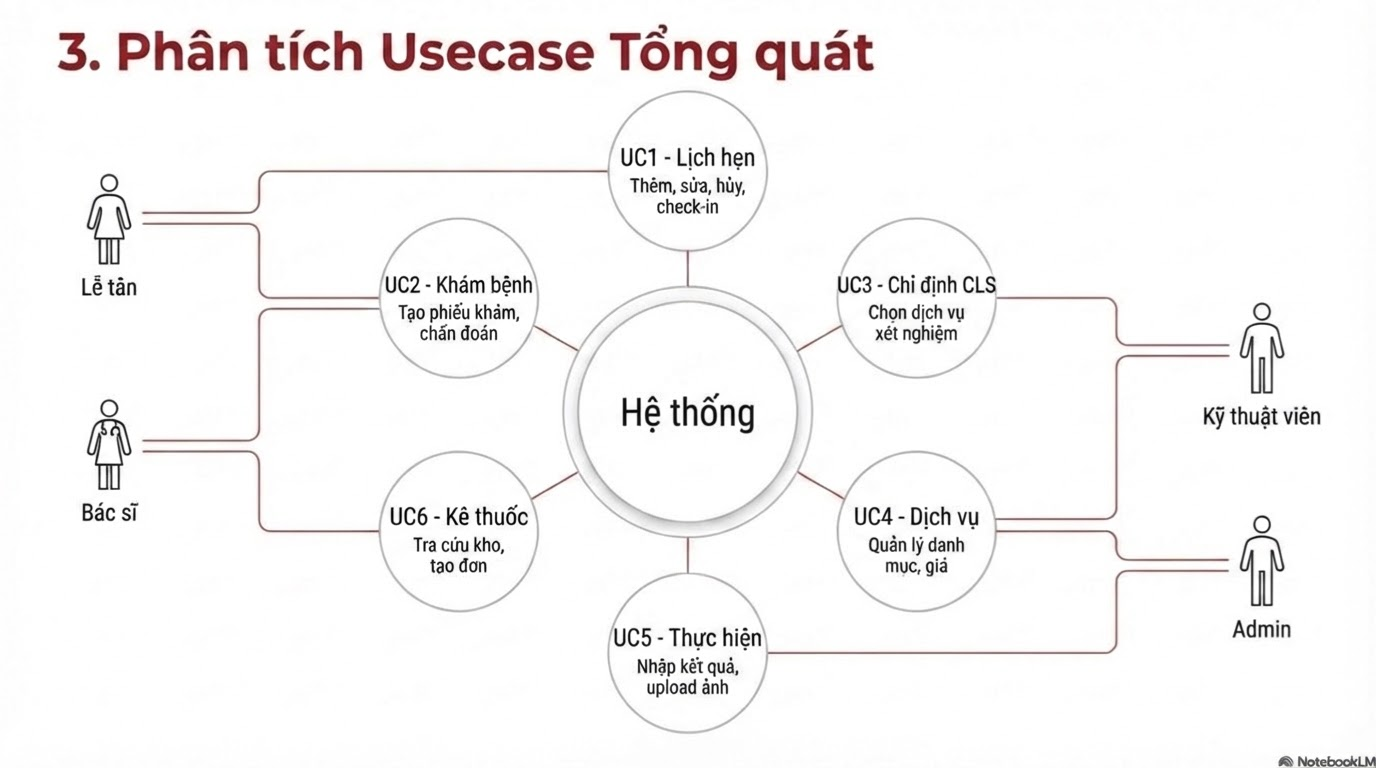 3. Phân tích Usecase Tổng quát
UC1 - Lịch hẹn
Thêm, sửa, hủy,
check-in
Lễ tân
UC2 - Khám bệnh
Tạo phiếu khám,
chẩn đoán
UC3 - Chỉ định CLS
Chọn dịch vụ
xét nghiệm
Hệ thống
Kỹ thuật viên
Bác sĩ
UC6 - Kê thuốc
Tra cứu kho,
tạo đơn
UC4 - Dịch vụ
Quản lý danh
mục, giá
UC5 - Thực hiện
Nhập kết quả,
upload ảnh
Admin
NotebookLM